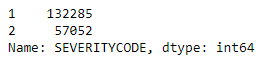 1    132285
2     57052
Name: SEVERITYCODE, dtype: int64